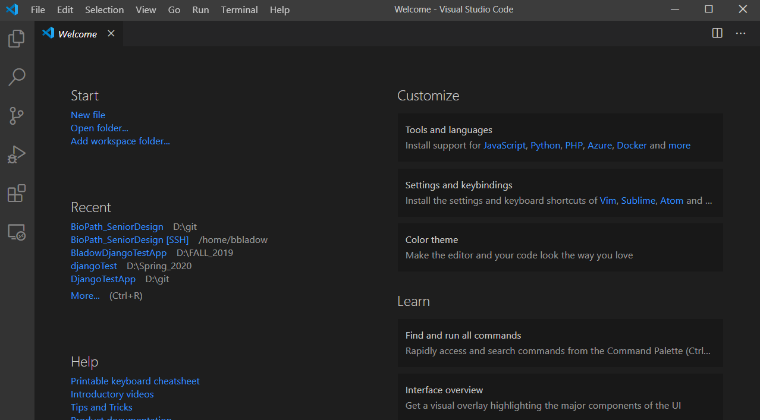 File Edit Selection View Go Run Terminal Help Welcome - Visual Studio Code
Welcome
Start
New file
Open folder...
Add workspace folder...
Recent
BioPath_SeniorDesign D:\git
BioPath_SeniorDesign [SSH] /home/bbladow
BladowDjangoTestApp D:\FALL_2019
djangoTest D:\Spring_2020
DjangoTestApp D:\git
More... (Ctrl+R)
Help
Printable keyboard cheatsheet
Introductory videos
Tips and Tricks
Product documentation
Customize
Tools and languages
Install support for JavaScript, Python, PHP, Azure, Docker and more
Settings and keybindings
Install the settings and keyboard shortcuts of Vim, Sublime, Atom and ...
Color theme
Make the editor and your code look the way you love
Learn
Find and run all commands
Rapidly access and search commands from the Command Palette (Ctrl...
Interface overview
Get a visual overlay highlighting the major components of the UI